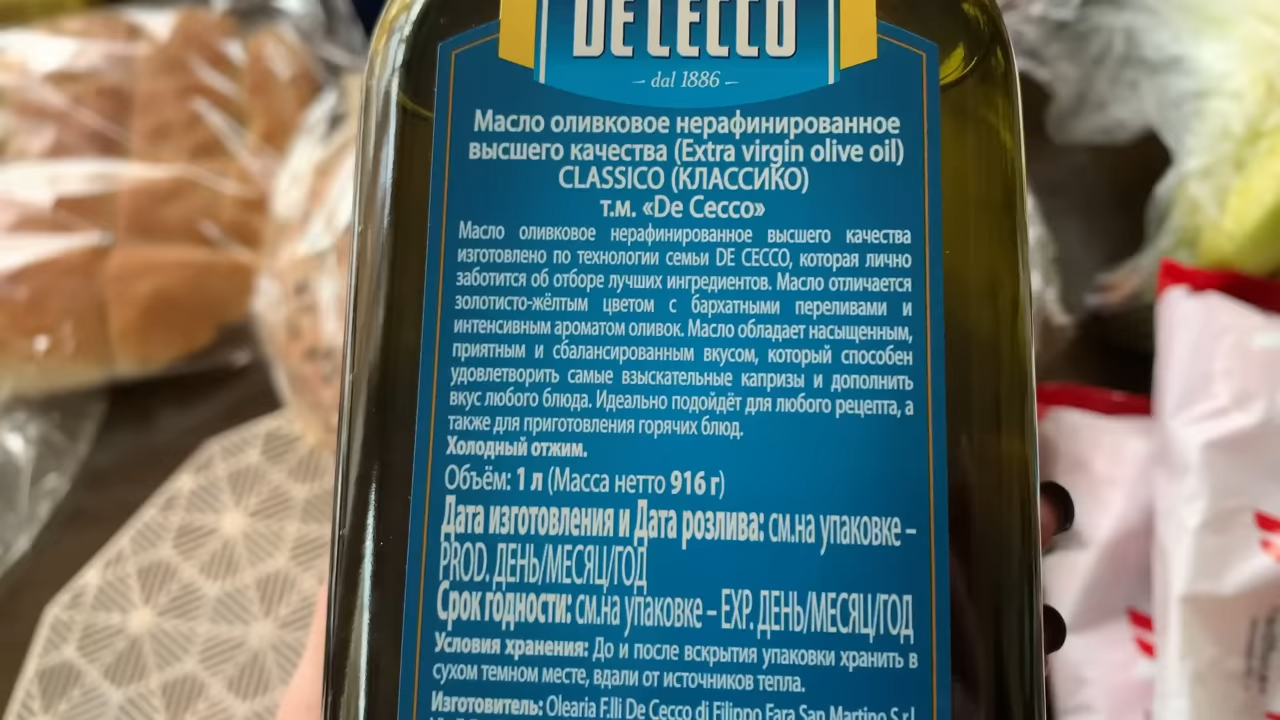 DE CECCO
– dal 1886 –
Масло оливковое нерафинированное
высшего качества (Extra virgin olive oil)
CLASSICO (КЛАССИКО)
т.м. «De Cecco»
Масло оливковое нерафинированное высшего качества
изготовлено по технологии семьи DE CECCO, которая лично
заботится об отборе лучших ингредиентов. Масло отличается
золотисто-жёлтым цветом с бархатными переливами и
интенсивным ароматом оливок. Масло обладает насыщенным,
приятным и сбалансированным вкусом, который способен
удовлетворить самые взыскательные капризы и дополнить
вкус любого блюда. Идеально подойдёт для любого рецепта, а
также для приготовления горячих блюд.
Холодный отжим.
Объём: 1 л (Масса нетто 916 г)
Дата изготовления и Дата розлива: см.на упаковке –
PROD. ДЕНЬ/МЕСЯЦ/ГОД
Срок годности: см.на упаковке – EXP. ДЕНЬ/МЕСЯЦ/ГОД
Условия хранения: До и после вскрытия упаковки хранить в
сухом темном месте, вдали от источников тепла.
Изготовитель: Olearia F.lli De Cecco di Filippo Fara San Martino S.r.l